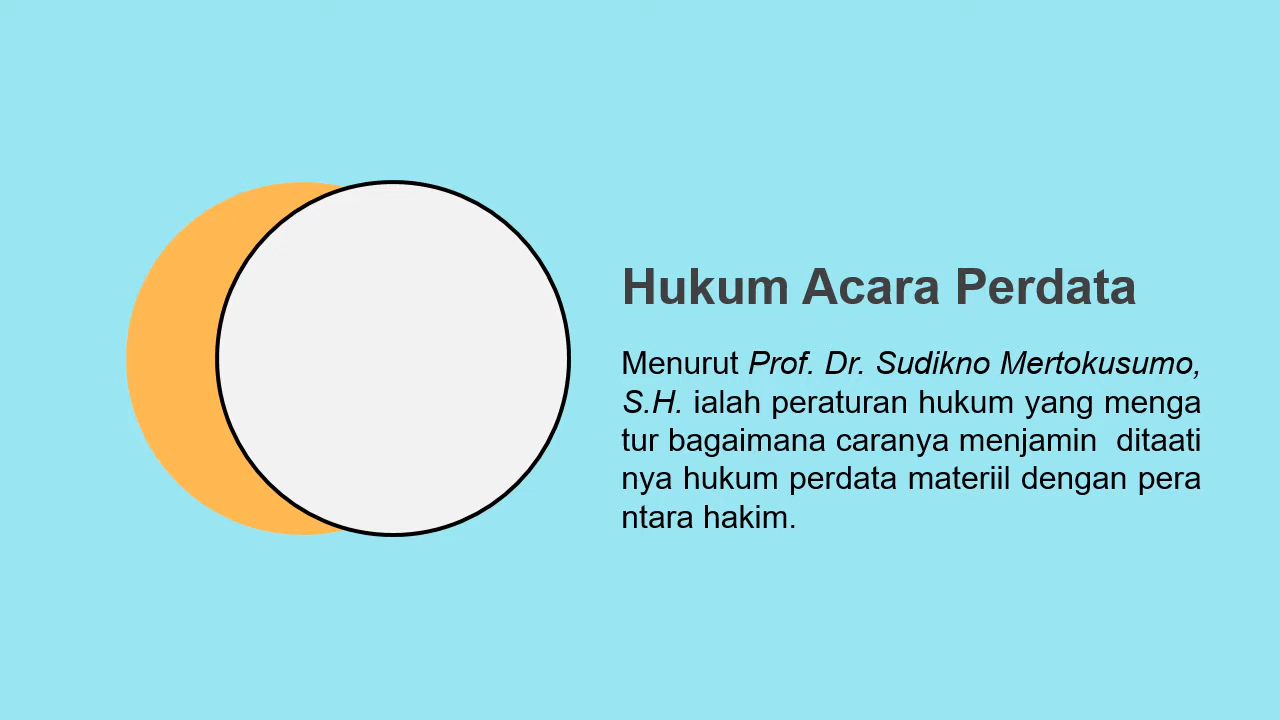 Hukum Acara Perdata
Menurut Prof. Dr. Sudikno Mertokusumo,
S.H. ialah peraturan hukum yang menga
tur bagaimana caranya menjamin  ditaati
nya hukum perdata materiil dengan pera
ntara hakim.